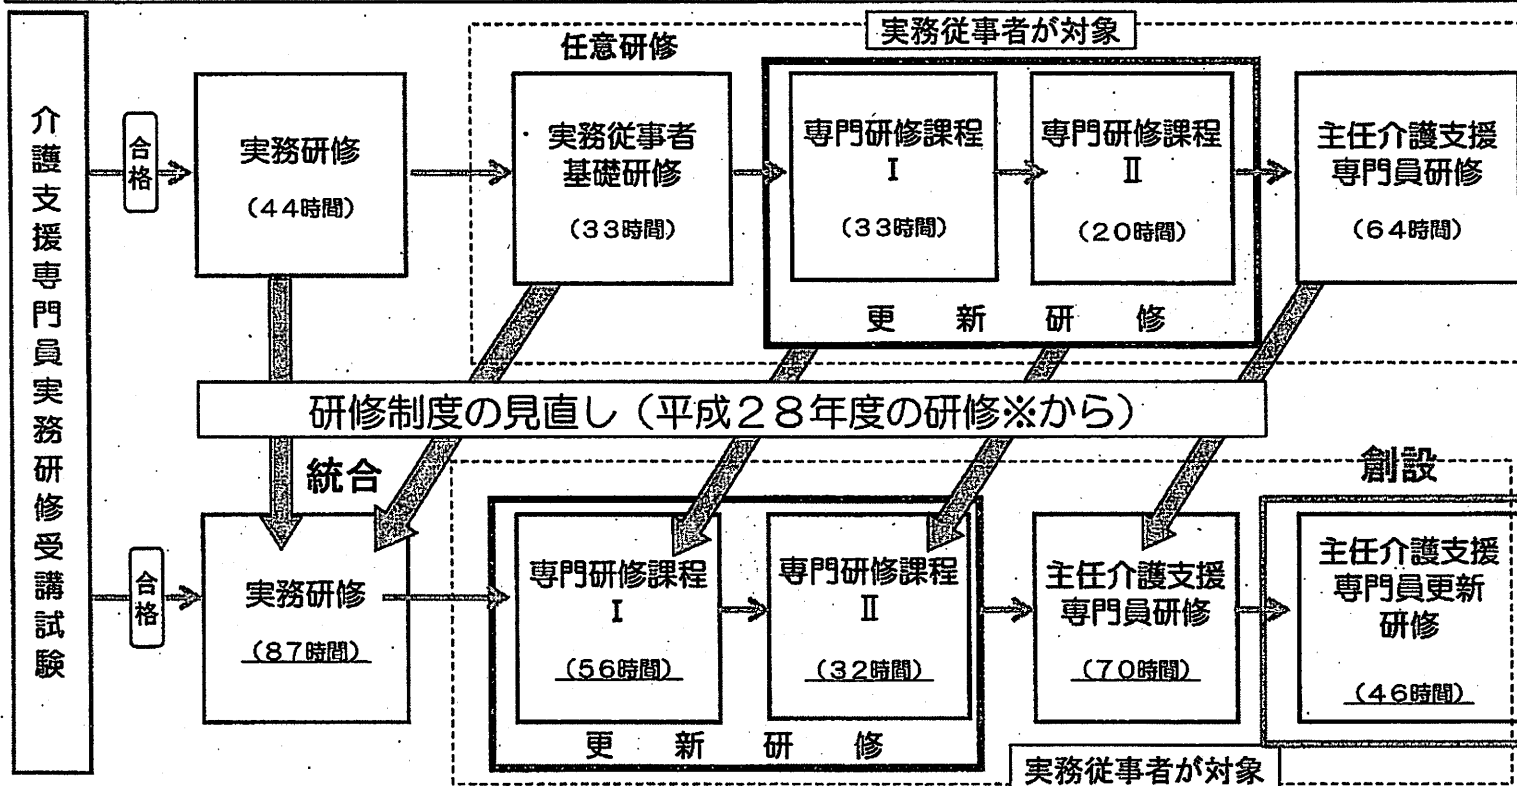 介護支援専門員実務研修受講試験
実務従事者が対象
任意研修
合格
実務研修
(44時間)
実務従事者
基礎研修
(33時間)
専門研修課程
Ⅰ
(33時間)
専門研修課程
Ⅱ
(20時間)
主任介護支援
専門員研修
(64時間)
更新研修
研修制度の見直し(平成28年度の研修※から)
統合
創設
合格
実務研修
(87時間)
専門研修課程
Ⅰ
(56時間)
専門研修課程
Ⅱ
(32時間)
主任介護支援
専門員研修
(70時間)
主任介護支援
専門員更新
研修
(46時間)
更新研修
実務従事者が対象